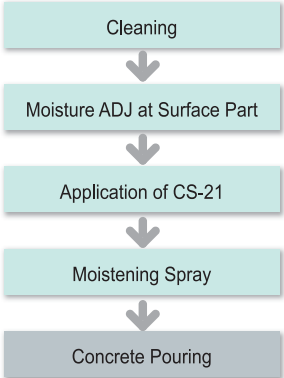 Cleaning
Moisture ADJ at Surface Part
Application of CS-21
Moistening Spray
Concrete Pouring